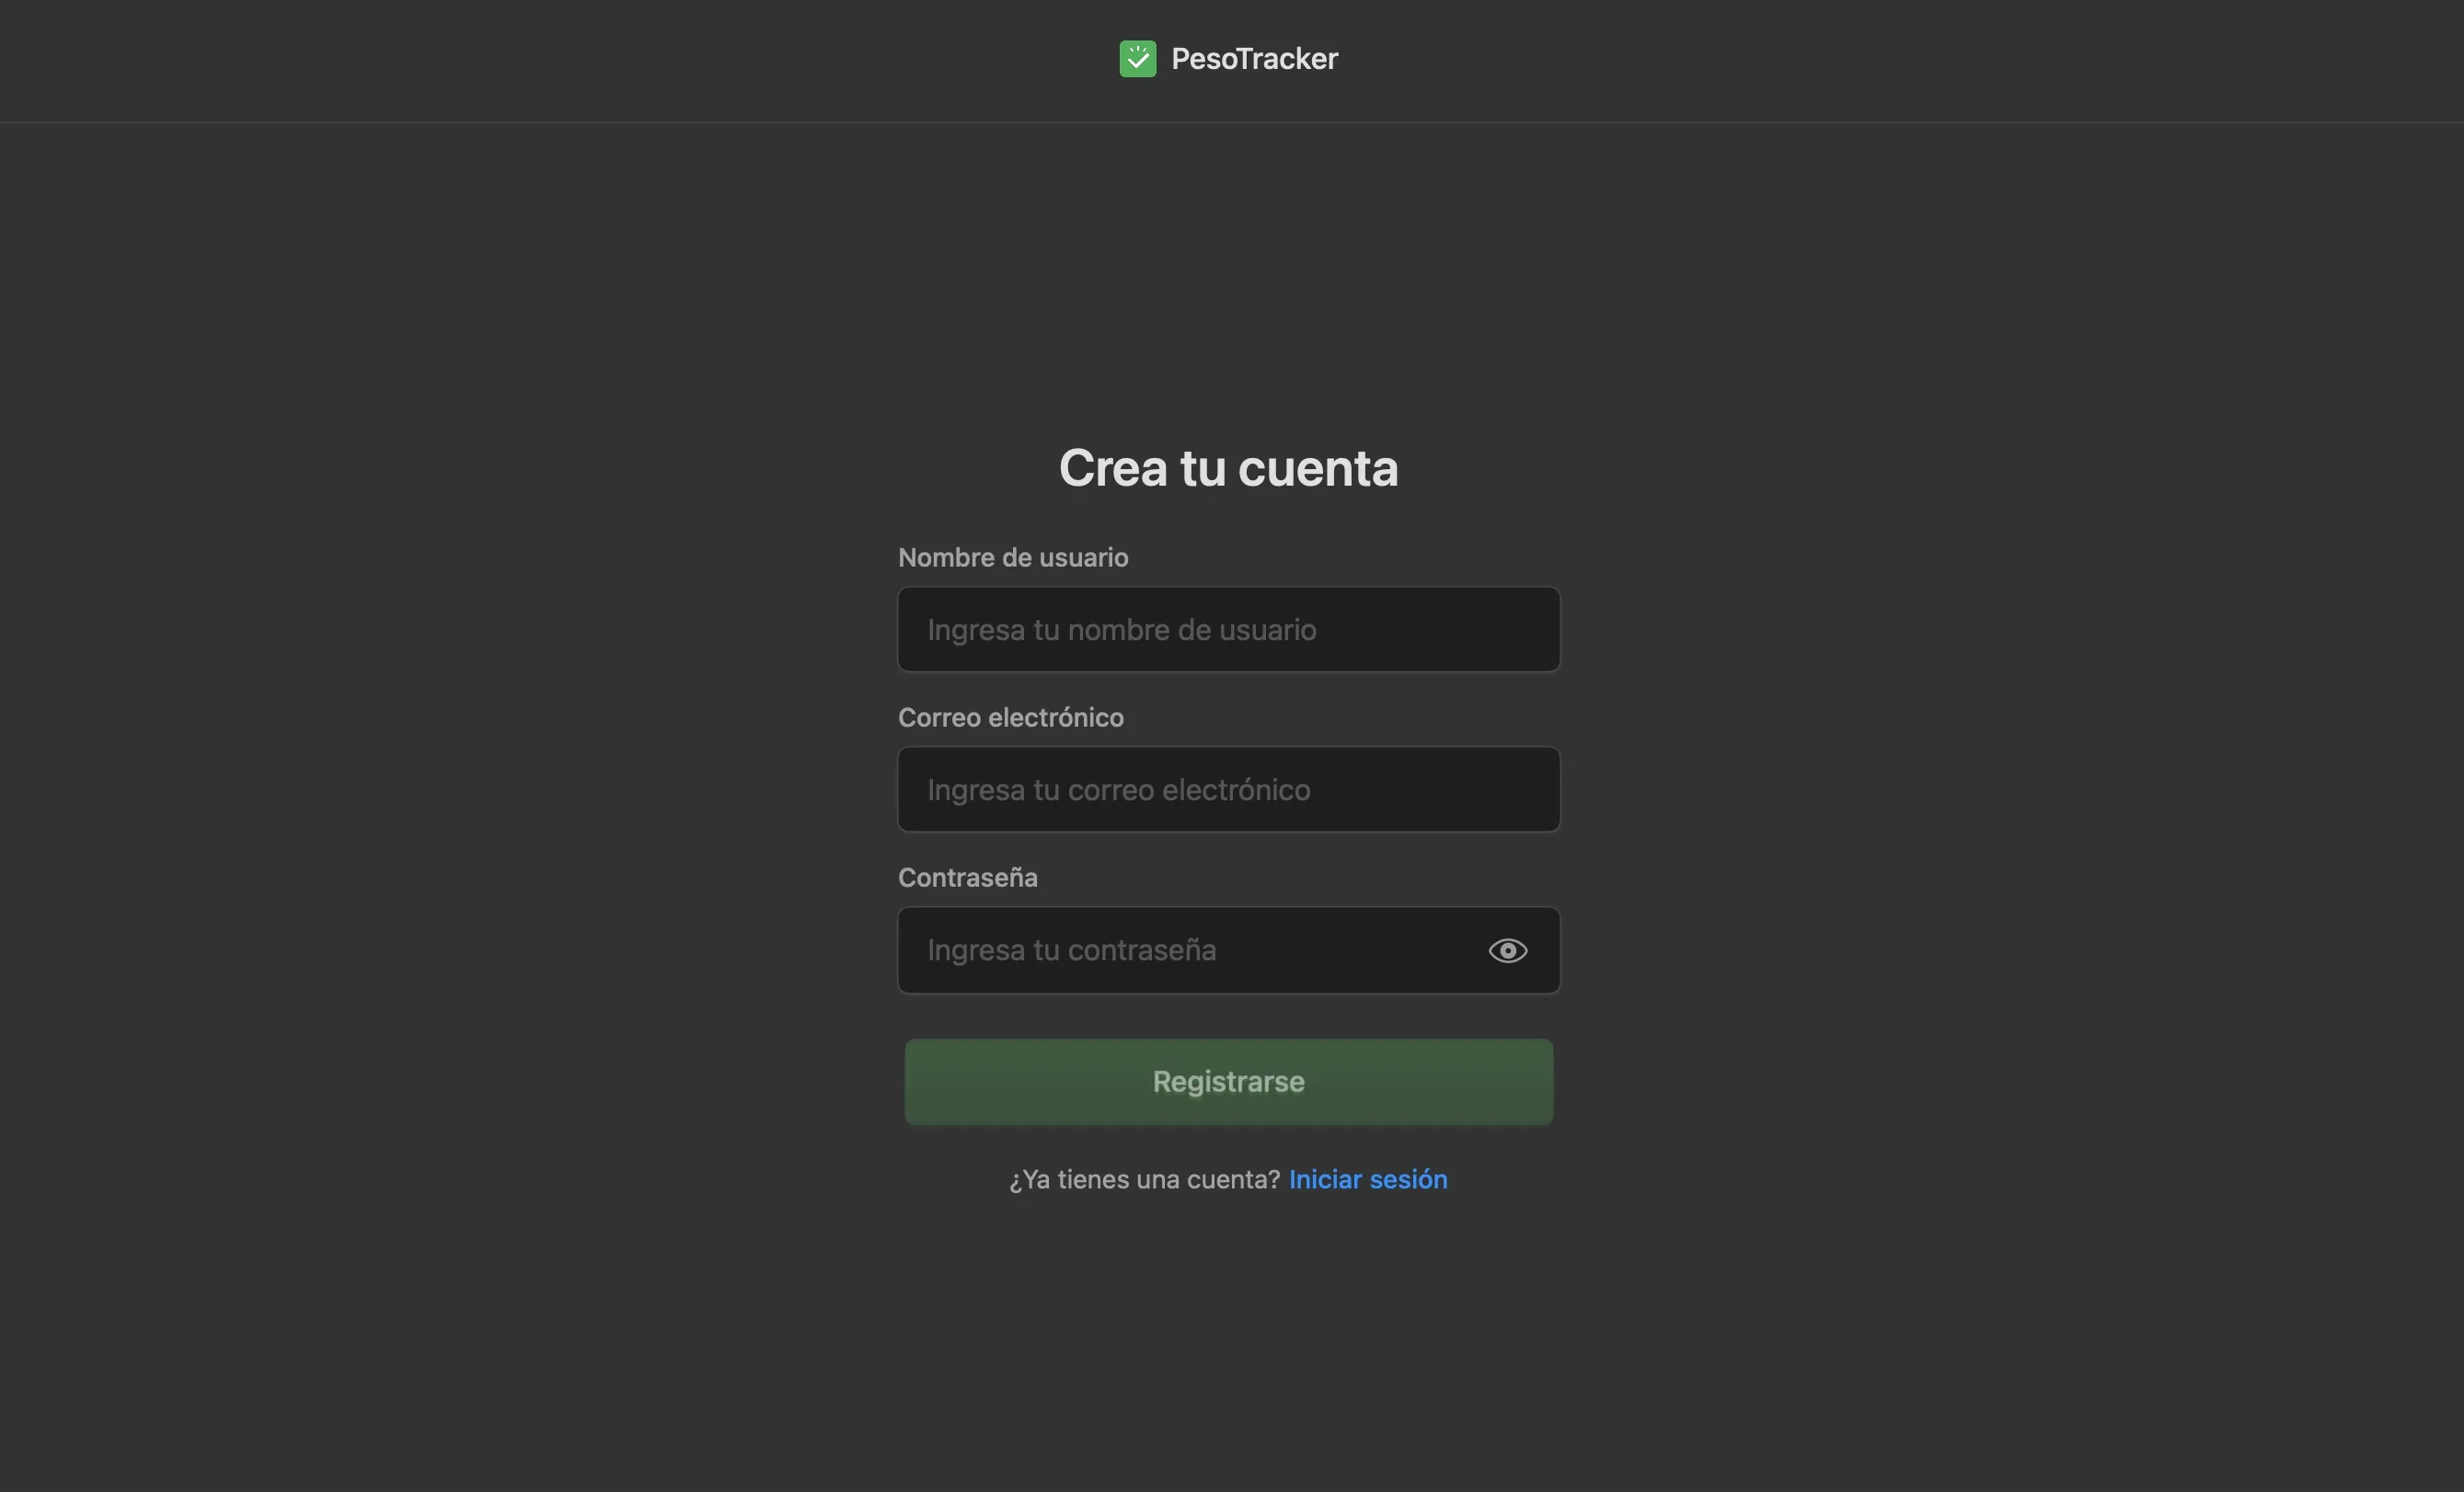 PesoTracker
Crea tu cuenta
Nombre de usuario
Ingresa tu nombre de usuario
Correo electrónico
Ingresa tu correo electrónico
Contraseña
Ingresa tu contraseña
Registrarse
¿Ya tienes una cuenta? Iniciar sesión